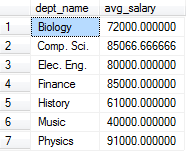 dept_name avg_salary
1 Biology 72000.000000
2 Comp. Sci. 85066.666666
3 Elec. Eng. 80000.000000
4 Finance 85000.000000
5 History 61000.000000
6 Music 40000.000000
7 Physics 91000.000000